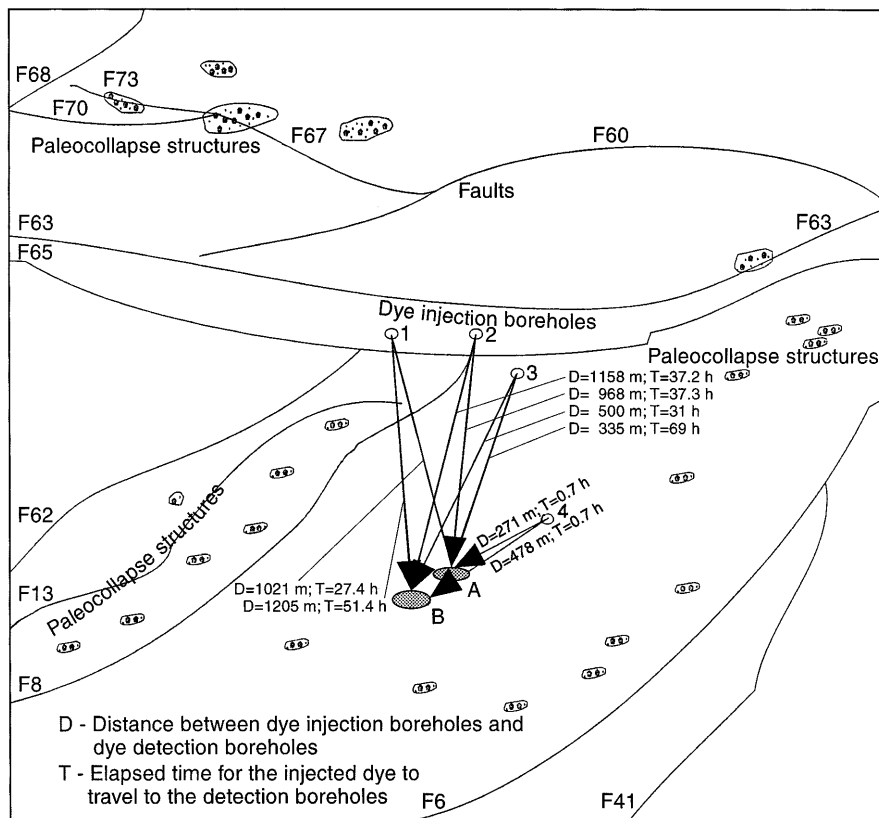 F68
F73
F70
F67
F60
Paleocollapse structures
Faults
F63
F63
F65
Dye injection boreholes
1
2
Paleocollapse structures
3
D=1158 m; T=37.2 h
D= 968 m; T=37.3 h
D= 500 m; T=31 h
D= 335 m; T=69 h
F62
Paleocollapse structures
D=271 m; T=0.7 h
4
D=478 m; T=0.7 h
D=1021 m; T=27.4 h
D=1205 m; T=51.4 h
A
B
F13
F8
D - Distance between dye injection boreholes and
dye detection boreholes
T - Elapsed time for the injected dye to
travel to the detection boreholes
F6
F41